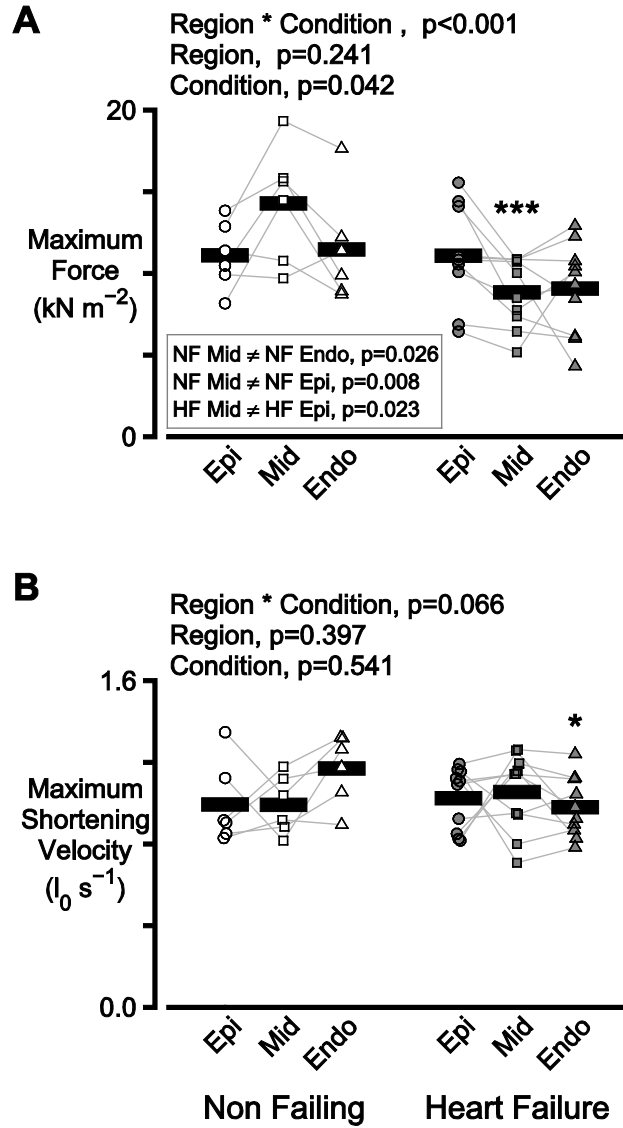 A
Region * Condition , p<0.001
Region, p=0.241
Condition, p=0.042
20
Maximum
Force
(kN m⁻²)
***
NF Mid ≠ NF Endo, p=0.026
NF Mid ≠ NF Epi, p=0.008
HF Mid ≠ HF Epi, p=0.023
0
Epi Mid Endo Epi Mid Endo
B
Region * Condition, p=0.066
Region, p=0.397
Condition, p=0.541
1.6
*
Maximum
Shortening
Velocity
(l₀ s⁻¹)
0.0
Epi Mid Endo Epi Mid Endo
Non Failing Heart Failure